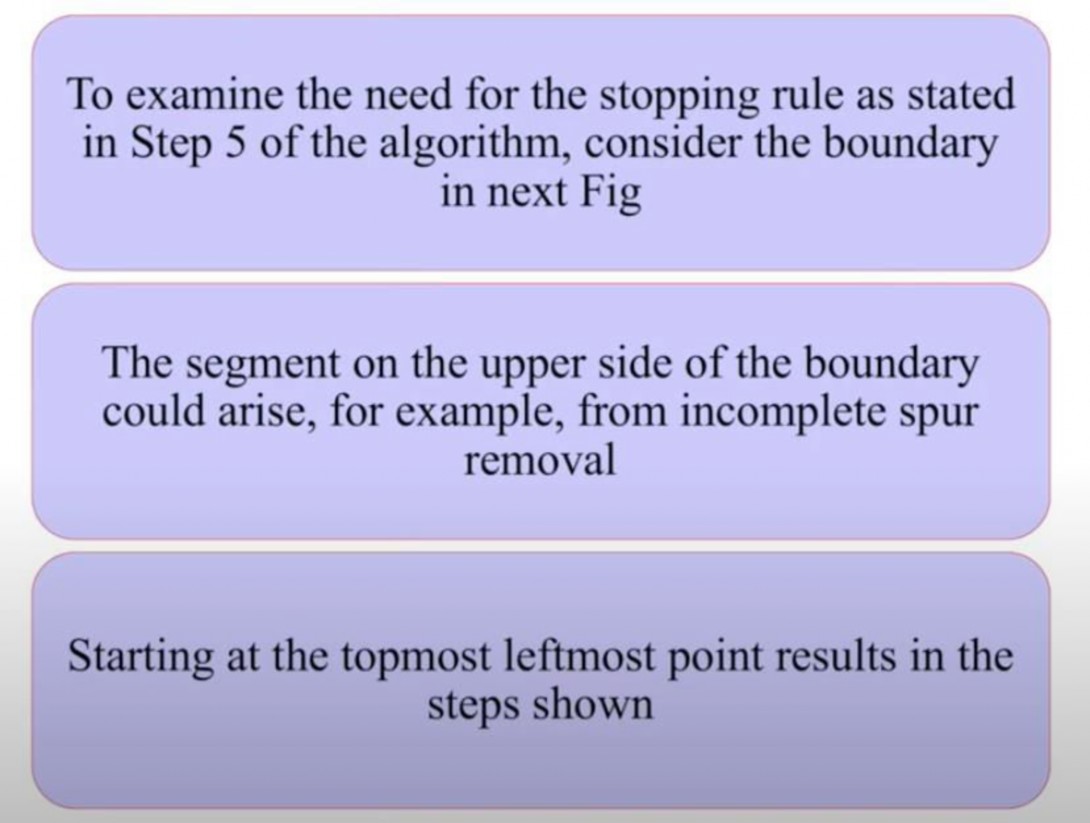 To examine the need for the stopping rule as stated
in Step 5 of the algorithm, consider the boundary
in next Fig
The segment on the upper side of the boundary
could arise, for example, from incomplete spur
removal
Starting at the topmost leftmost point results in the
steps shown